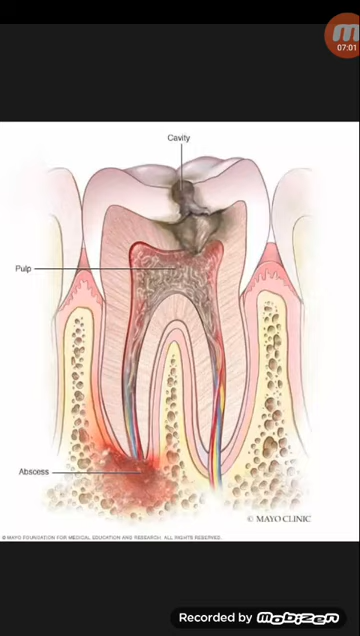 07:01
Cavity
Pulp
Abscess
© MAYO CLINIC
© MAYO FOUNDATION FOR MEDICAL EDUCATION AND RESEARCH. ALL RIGHTS RESERVED.
Recorded by Mobizen